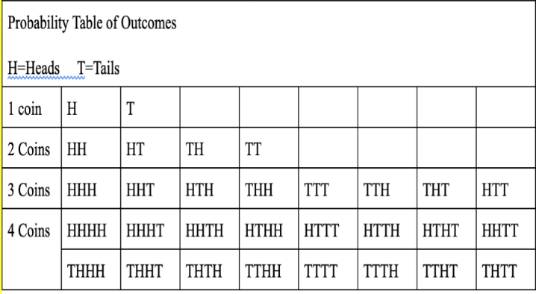 Probability Table of Outcomes
H=Heads T=Tails
1 coin H T
2 Coins HH HT TH TT
3 Coins HHH HHT HTH THH TTT TTH THT HTT
4 Coins HHHH HHHT HHTH HTHH HTTT HTTH HTHT HHTT
THHH THHT THTH TTHH TTTT TTTH TTHT THTT